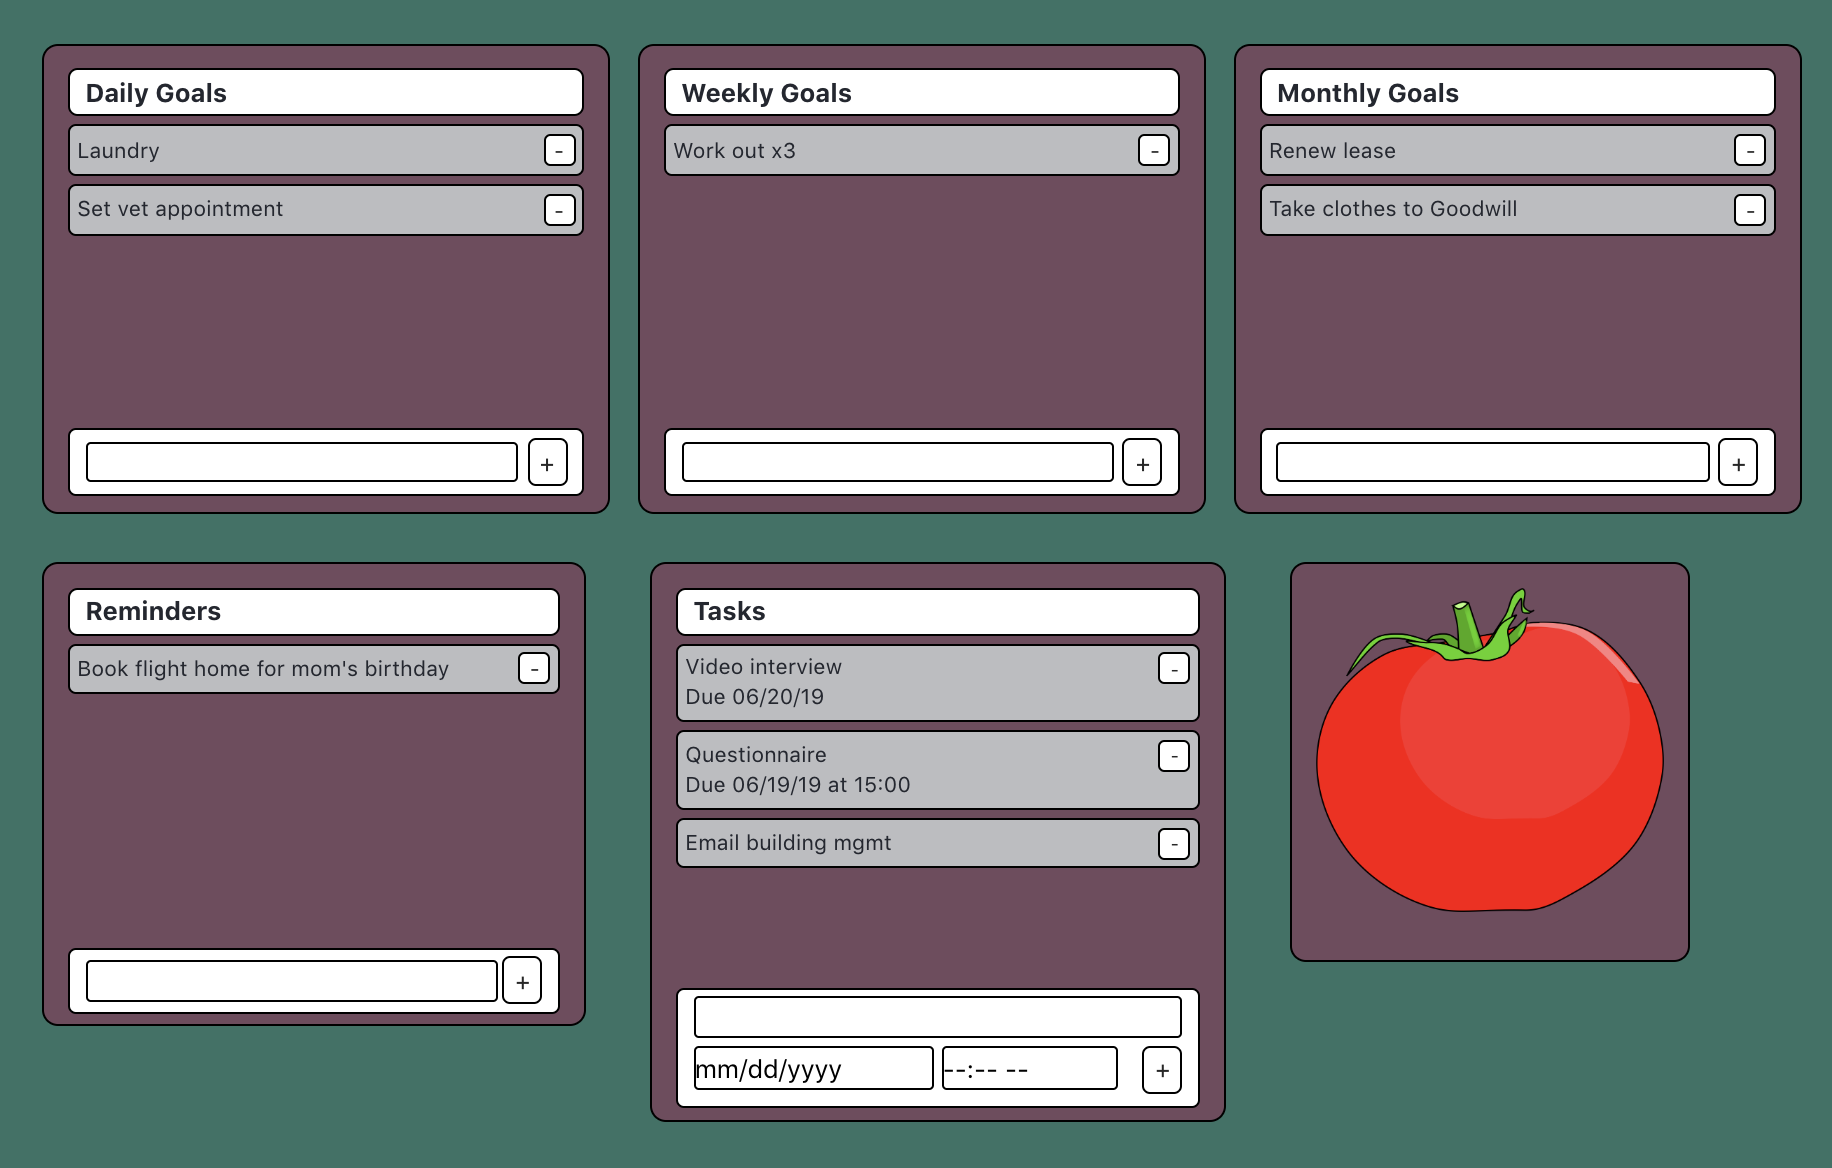 Daily Goals
Laundry
-
Set vet appointment
-
+
Weekly Goals
Work out x3
-
+
Monthly Goals
Renew lease
-
Take clothes to Goodwill
-
+
Reminders
Book flight home for mom's birthday
-
+
Tasks
Video interview
Due 06/20/19
-
Questionnaire
Due 06/19/19 at 15:00
-
Email building mgmt
-
mm/dd/yyyy
--:-- --
+